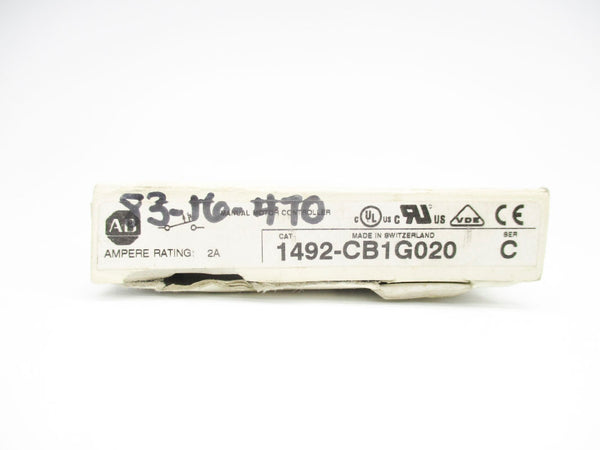 83-16-470
MANUAL MOTOR CONTROLLER
AB
AMPERE RATING: 2A
c UL us c RU US VDE CE
CAT MADE IN SWITZERLAND SER
1492-CB1G020 C